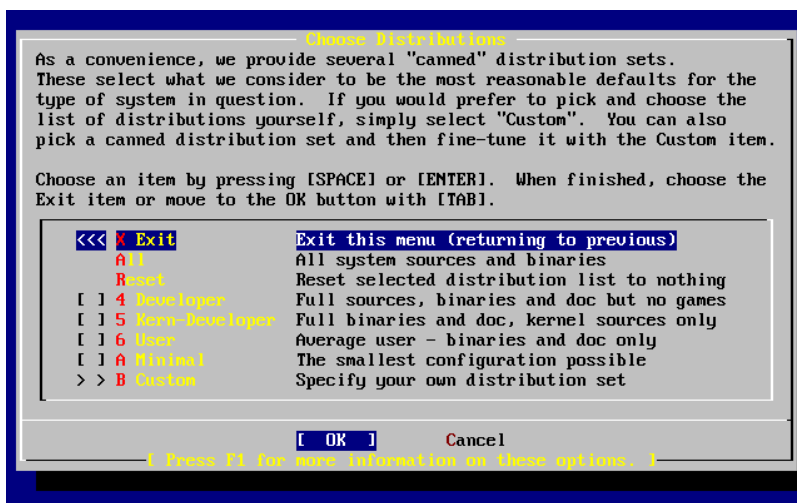 Choose Distributions
As a convenience, we provide several "canned" distribution sets.
These select what we consider to be the most reasonable defaults for the
type of system in question.  If you would prefer to pick and choose the
list of distributions yourself, simply select "Custom".  You can also
pick a canned distribution set and then fine-tune it with the Custom item.
Choose an item by pressing [SPACE] or [ENTER].  When finished, choose the
Exit item or move to the OK button with [TAB].
<<< X Exit Exit this menu (returning to previous)
All All system sources and binaries
Reset Reset selected distribution list to nothing
[ ] 4 Developer Full sources, binaries and doc but no games
[ ] 5 Kern-Developer Full binaries and doc, kernel sources only
[ ] 6 User Average user - binaries and doc only
[ ] A Minimal The smallest configuration possible
> > B Custom Specify your own distribution set
[ OK ] Cancel
[ Press F1 for more information on these options. ]